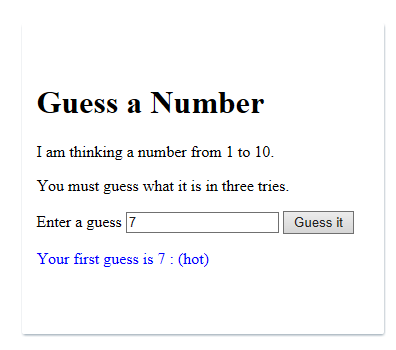 Guess a Number
I am thinking a number from 1 to 10.
You must guess what it is in three tries.
Enter a guess 7 Guess it
Your first guess is 7 : (hot)